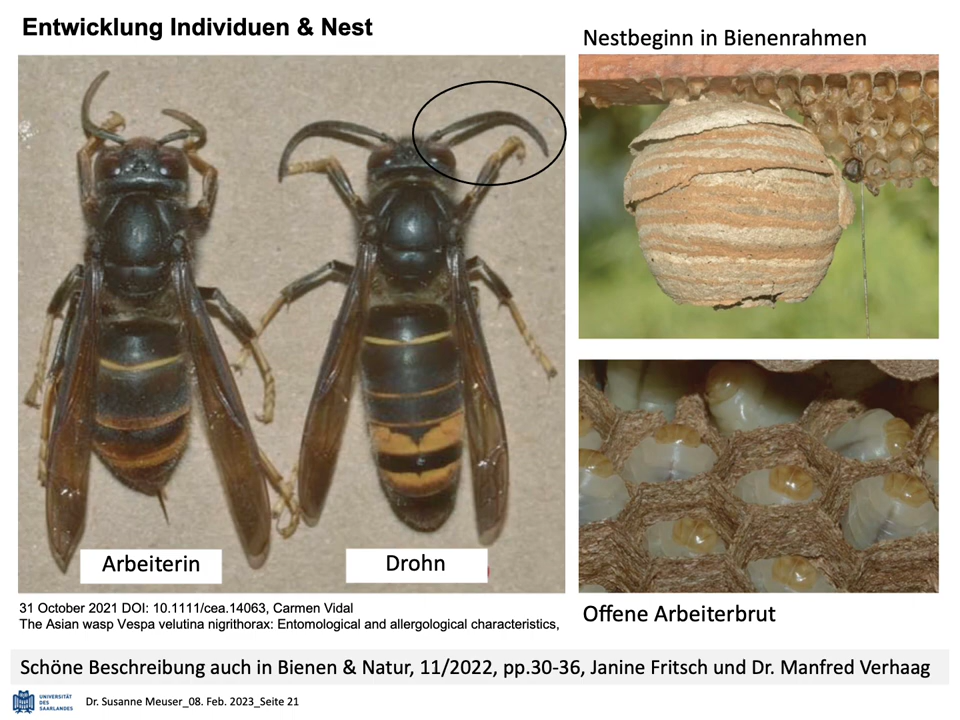 Entwicklung Individuen & Nest
Nestbeginn in Bienenrahmen
Arbeiterin
Drohn
31 October 2021 DOI: 10.1111/cea.14063, Carmen Vidal
The Asian wasp Vespa velutina nigrithorax: Entomological and allergological characteristics,
Offene Arbeiterbrut
Schöne Beschreibung auch in Bienen & Natur, 11/2022, pp.30-36, Janine Fritsch und Dr. Manfred Verhaag
UNIVERSITÄT
DES
SAARLANDES
Dr. Susanne Meuser_08. Feb. 2023_Seite 21